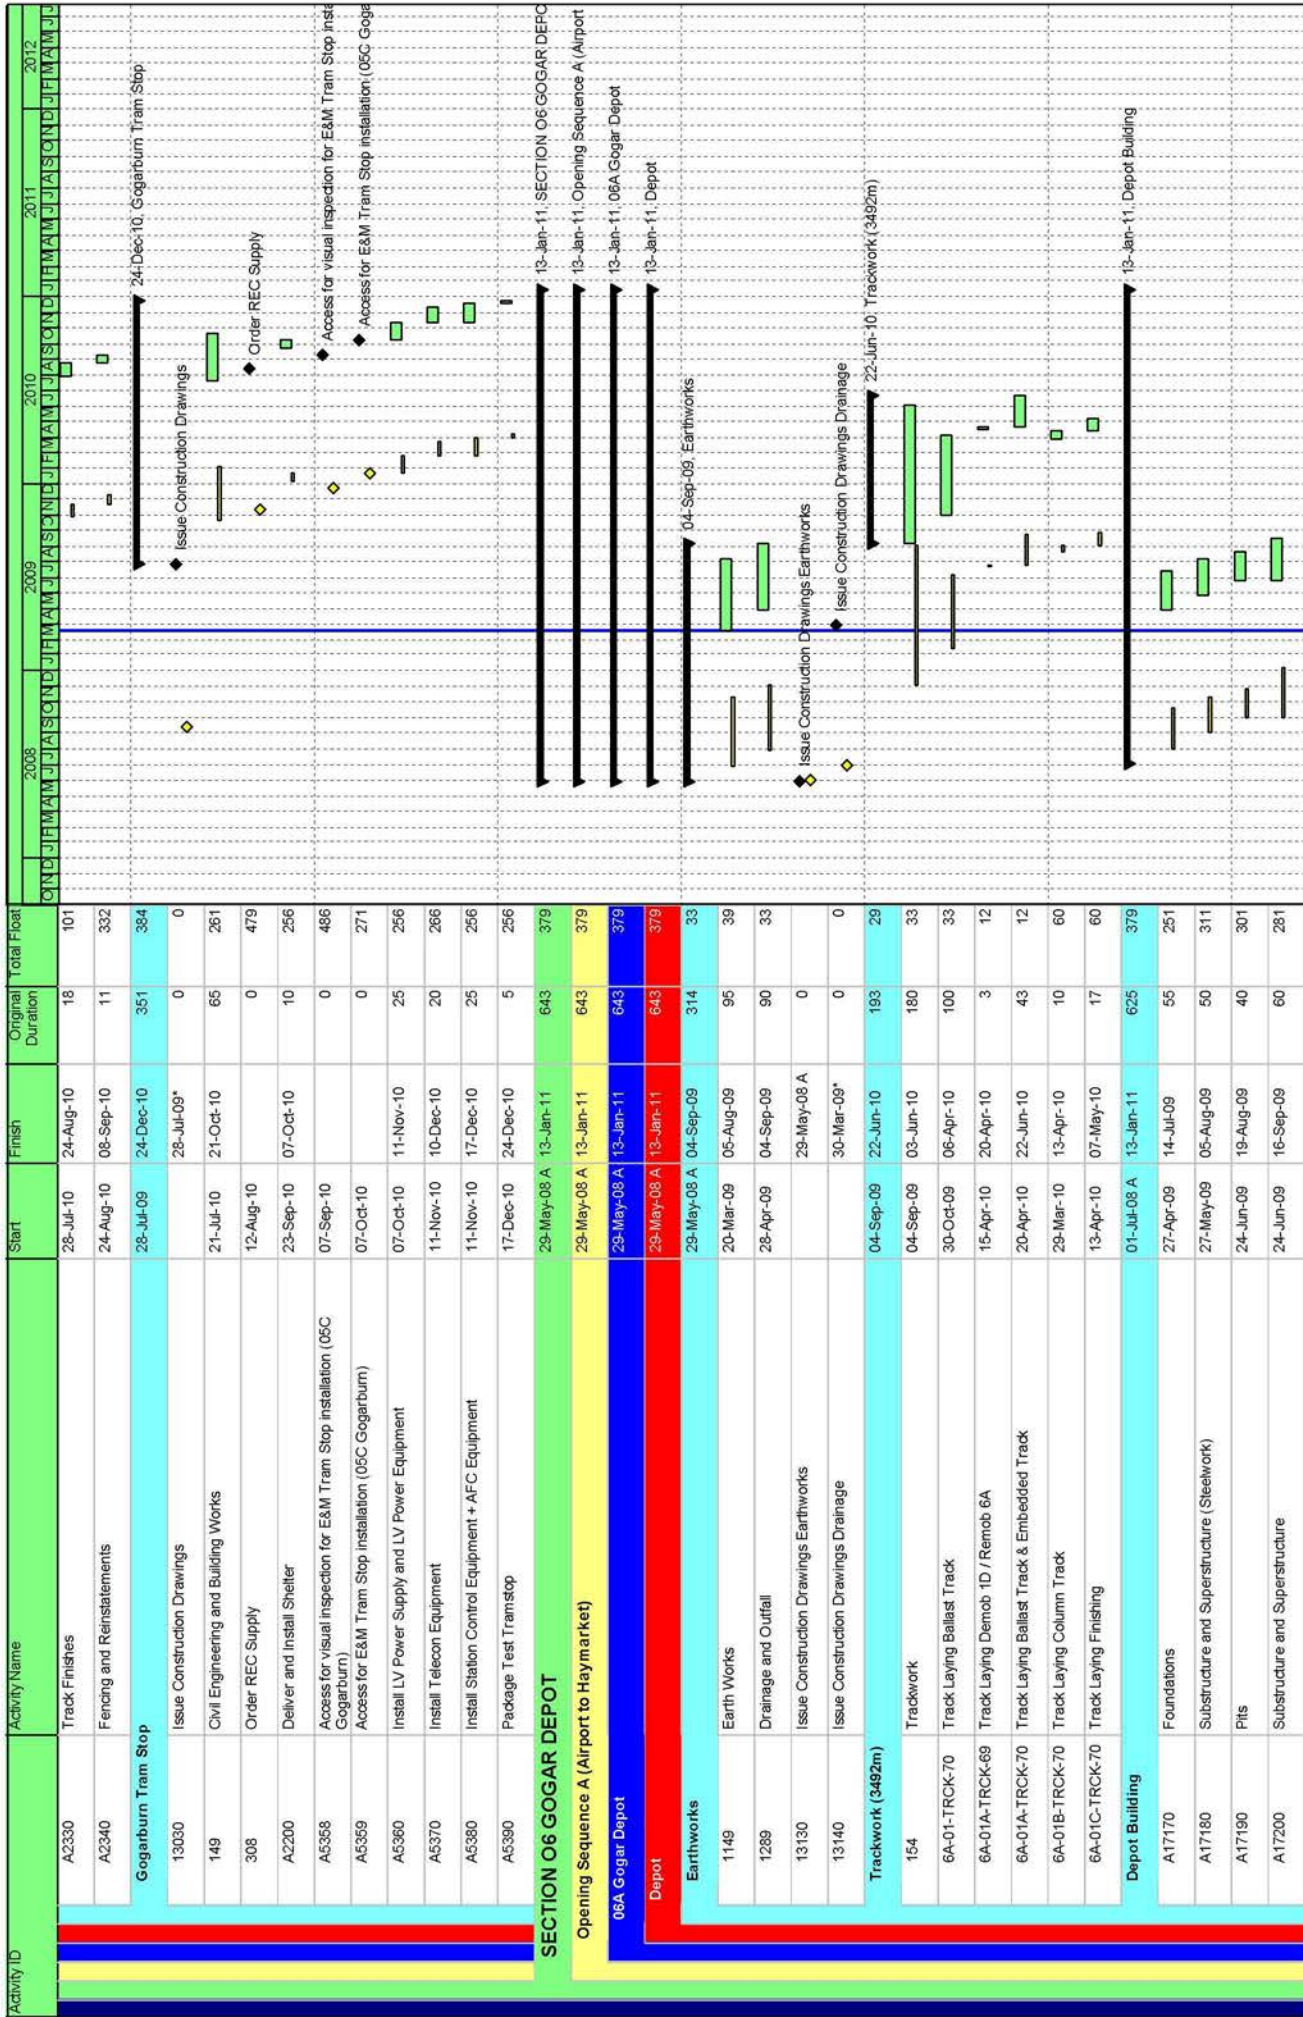 Activity ID Activity Name Start Finish Original Duration Total Float
2008 2009 2010 2011 2012
O N D J F M A M J J A S O N D J F M A M J J A S O N D J F M A M J J A S O N D J F M A M J J A S O N D J F M A M J J
A2330 Track Finishes 28-Jul-10 24-Aug-10 18 101
A2340 Fencing and Reinstatements 24-Aug-10 08-Sep-10 11 332
Gogarburn Tram Stop 28-Jul-09 24-Dec-10 351 384 24-Dec-10, Gogarburn Tram Stop
13030 Issue Construction Drawings 28-Jul-09* 0 0 Issue Construction Drawings
149 Civil Engineering and Building Works 21-Jul-10 21-Oct-10 65 261
308 Order REC Supply 12-Aug-10 0 479 Order REC Supply
A2200 Deliver and Install Shelter 23-Sep-10 07-Oct-10 10 256
A5358 Access for visual inspection for E&M Tram Stop installation (05C 07-Sep-10 0 486 Access for visual inspection for E&M Tram Stop insta
Gogarburn)
A5359 Access for E&M Tram Stop installation (05C Gogarburn) 07-Oct-10 0 271 Access for E&M Tram Stop installation (05C Goga
A5360 Install LV Power Supply and LV Power Equipment 07-Oct-10 11-Nov-10 25 256
A5370 Install Telecon Equipment 11-Nov-10 10-Dec-10 20 266
A5380 Install Station Control Equipment + AFC Equipment 11-Nov-10 17-Dec-10 25 256
A5390 Package Test Tramstop 17-Dec-10 24-Dec-10 5 256
SECTION O6 GOGAR DEPOT 29-May-08 A 13-Jan-11 643 379 13-Jan-11, SECTION O6 GOGAR DEPO
Opening Sequence A (Airport to Haymarket) 29-May-08 A 13-Jan-11 643 379 13-Jan-11, Opening Sequence A (Airport
06A Gogar Depot 29-May-08 A 13-Jan-11 643 379 13-Jan-11, 06A Gogar Depot
Depot 29-May-08 A 13-Jan-11 643 379 13-Jan-11, Depot
Earthworks 29-May-08 A 04-Sep-09 314 33 04-Sep-09, Earthworks
1149 Earth Works 20-Mar-09 05-Aug-09 95 39
1289 Drainage and Outfall 28-Apr-09 04-Sep-09 90 33
13130 Issue Construction Drawings Earthworks 29-May-08 A 0 Issue Construction Drawings Earthworks
13140 Issue Construction Drawings Drainage 30-Mar-09* 0 0 Issue Construction Drawings Drainage
Trackwork (3492m) 04-Sep-09 22-Jun-10 193 29 22-Jun-10, Trackwork (3492m)
154 Trackwork 04-Sep-09 03-Jun-10 180 33
6A-01-TRCK-70 Track Laying Ballast Track 30-Oct-09 06-Apr-10 100 33
6A-01A-TRCK-69 Track Laying Demob 1D / Remob 6A 15-Apr-10 20-Apr-10 3 12
6A-01A-TRCK-70 Track Laying Ballast Track & Embedded Track 20-Apr-10 22-Jun-10 43 12
6A-01B-TRCK-70 Track Laying Column Track 29-Mar-10 13-Apr-10 10 60
6A-01C-TRCK-70 Track Laying Finishing 13-Apr-10 07-May-10 17 60
Depot Building 01-Jul-08 A 13-Jan-11 625 379 13-Jan-11, Depot Building
A17170 Foundations 27-Apr-09 14-Jul-09 55 251
A17180 Substructure and Superstructure (Steelwork) 27-May-09 05-Aug-09 50 311
A17190 Pits 24-Jun-09 19-Aug-09 40 301
A17200 Substructure and Superstructure 24-Jun-09 16-Sep-09 60 281